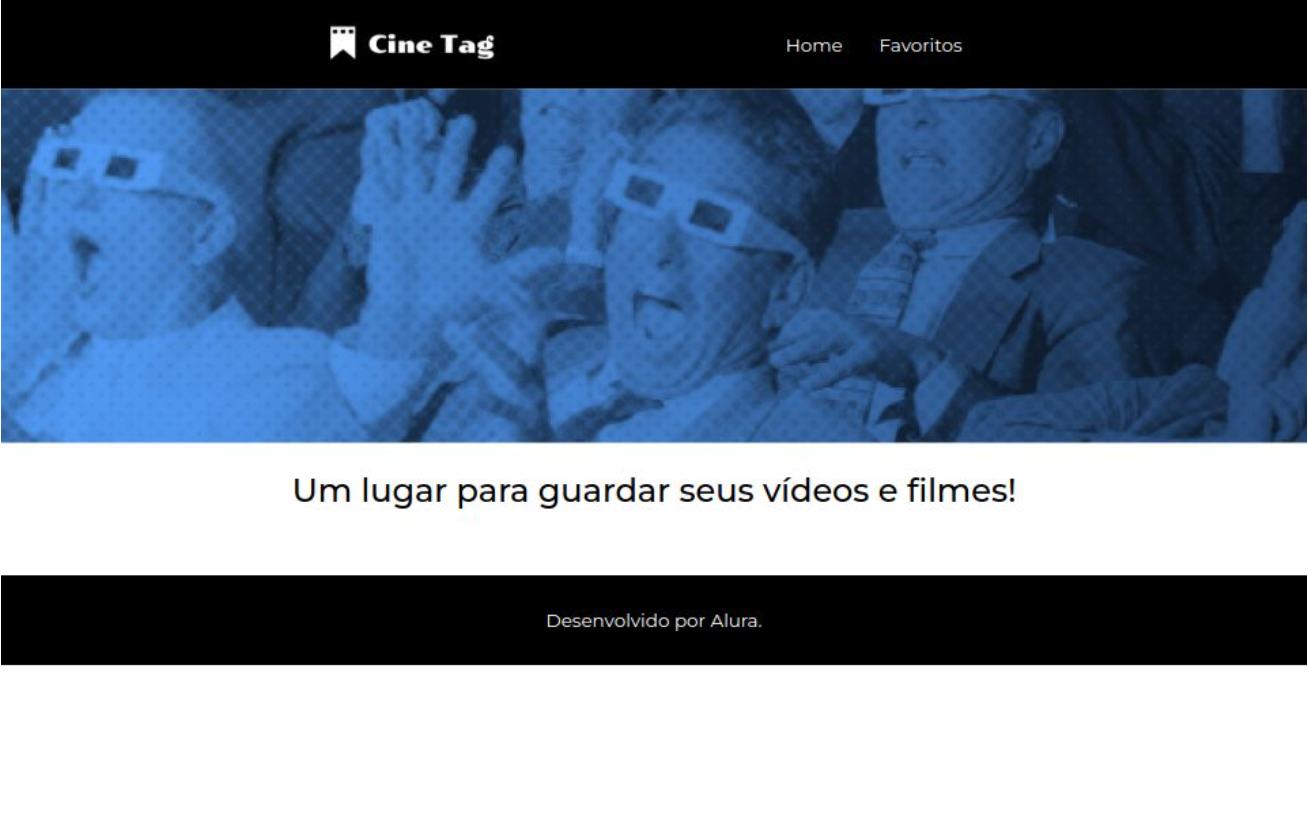 Cine Tag
Home
Favoritos
Um lugar para guardar seus vídeos e filmes!
Desenvolvido por Alura.